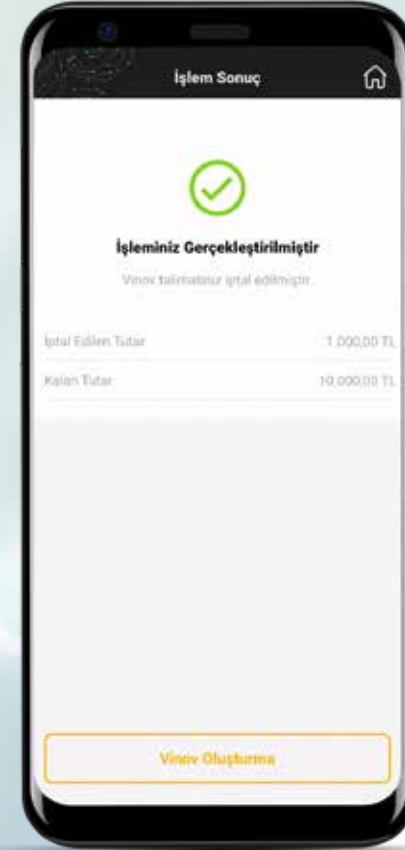 İşlem Sonuç
İşleminiz Gerçekleştirilmiştir
Vinov talimatınız iptal edilmiştir.
İptal Edilen Tutar 1.000,00 TL
Kalan Tutar 10.000,00 TL
Vinov Oluşturma